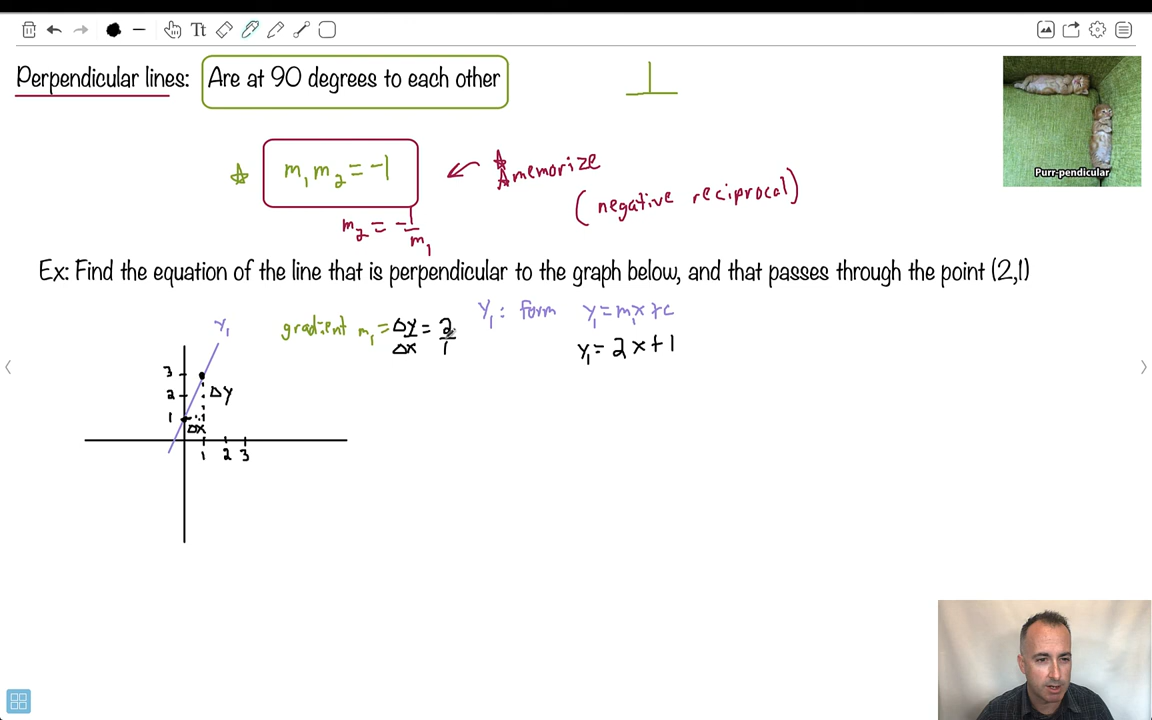 Tt
Perpendicular lines: Are at 90 degrees to each other
m₁m₂ = -1
memorize
(negative reciprocal)
m₂ = -1/m₁
Purr-pendicular
Ex: Find the equation of the line that is perpendicular to the graph below, and that passes through the point (2,1)
gradient m₁ = Δy/Δx = 2/1
y₁: form y₁ = m₁x + c
y₁ = 2x + 1
y₁
3
2
1
Δy
Δx
1 2 3